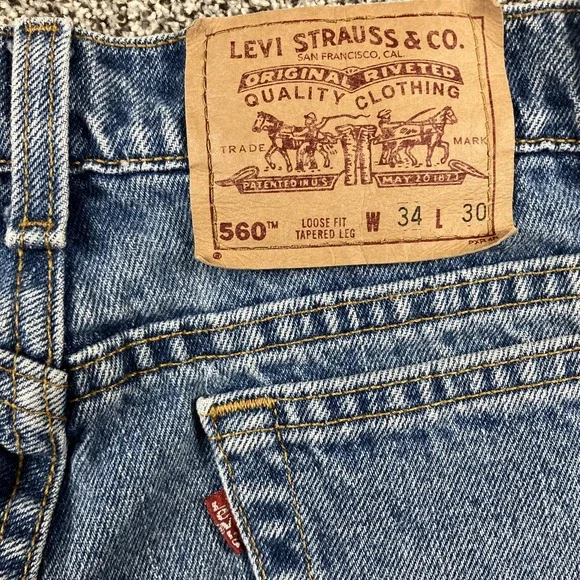 LEVI STRAUSS & CO.
SAN FRANCISCO, CAL.
ORIGINAL RIVETED
QUALITY CLOTHING
TRADE MARK
PATENTED IN U.S. MAY 20 1873
560™ LOOSE FIT TAPERED LEG W 34 L 30
®
LEVI'S